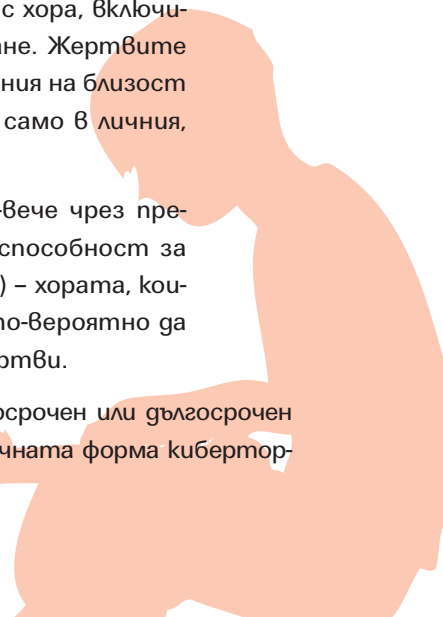 с хора, включи-
не. Жертвите
ния на близост
само в личния,
вече чрез пре-
способност за
) – хората, кои-
по-вероятно да
ртви.
осрочен или дългосрочен
чната форма кибертор-